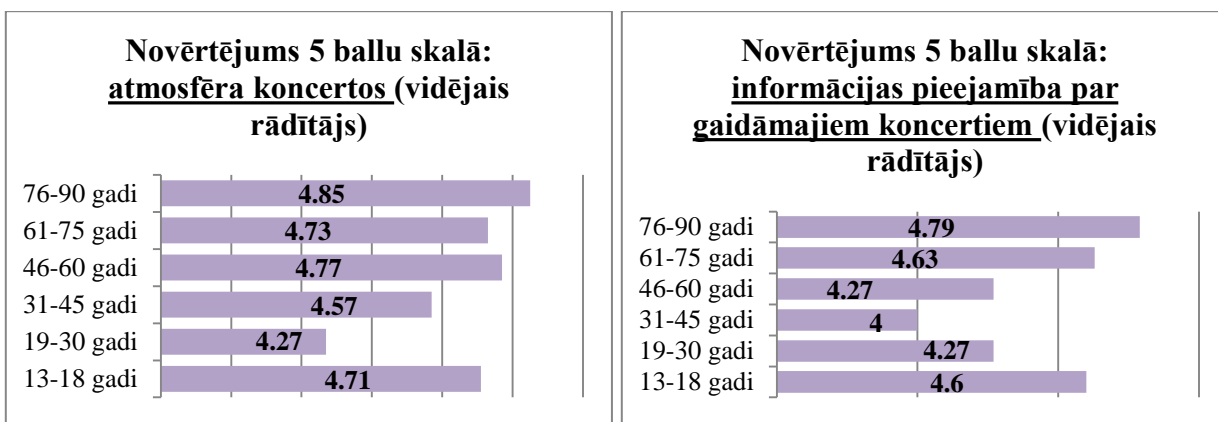 Novērtējums 5 ballu skalā:
atmosfēra koncertos (vidējais
rādītājs)
76-90 gadi 4.85
61-75 gadi 4.73
46-60 gadi 4.77
31-45 gadi 4.57
19-30 gadi 4.27
13-18 gadi 4.71
Novērtējums 5 ballu skalā:
informācijas pieejamība par
gaidāmajiem koncertiem (vidējais
rādītājs)
76-90 gadi 4.79
61-75 gadi 4.63
46-60 gadi 4.27
31-45 gadi 4
19-30 gadi 4.27
13-18 gadi 4.6